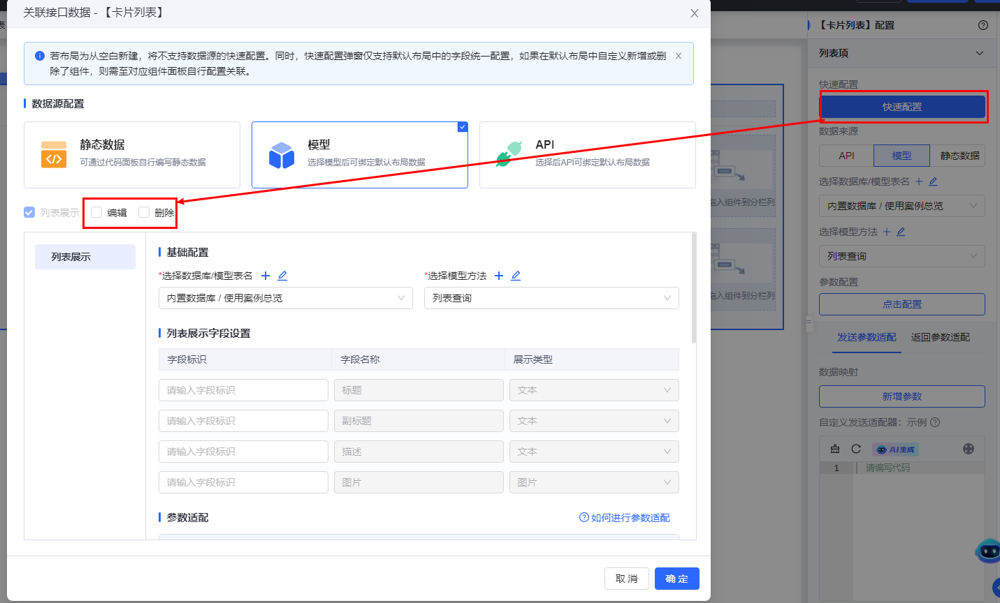 关联接口数据 - 【卡片列表】
若布局为从空白新建，将不支持数据源的快速配置。同时，快速配置弹窗仅支持默认布局中的字段统一配置，如果在默认布局中自定义新增或删
除了组件，则需至对应组件面板自行配置关联。
数据源配置
静态数据
可通过代码面板自行编写静态数据
模型
选择模型后可绑定默认布局数据
API
选择后API可绑定默认布局数据
列表展示
编辑
删除
列表展示
基础配置
*选择数据库/模型表名
*选择模型方法
内置数据库 / 使用案例总览
列表查询
列表展示字段设置
字段标识
字段名称
展示类型
请输入字段标识
标题
文本
请输入字段标识
副标题
文本
请输入字段标识
描述
文本
请输入字段标识
图片
图片
参数适配
如何进行参数适配
取 消
确 定
拖入组件到分栏列
拖入组件到分栏列
【卡片列表】配置
列表项
快速配置
快速配置
数据来源
API
模型
静态数据
选择数据库/模型表名
内置数据库 / 使用案例总览
选择模型方法
列表查询
参数配置
点击配置
发送参数适配
返回参数适配
数据映射
新增参数
自定义发送适配器：示例
AI生成
1
请编写代码